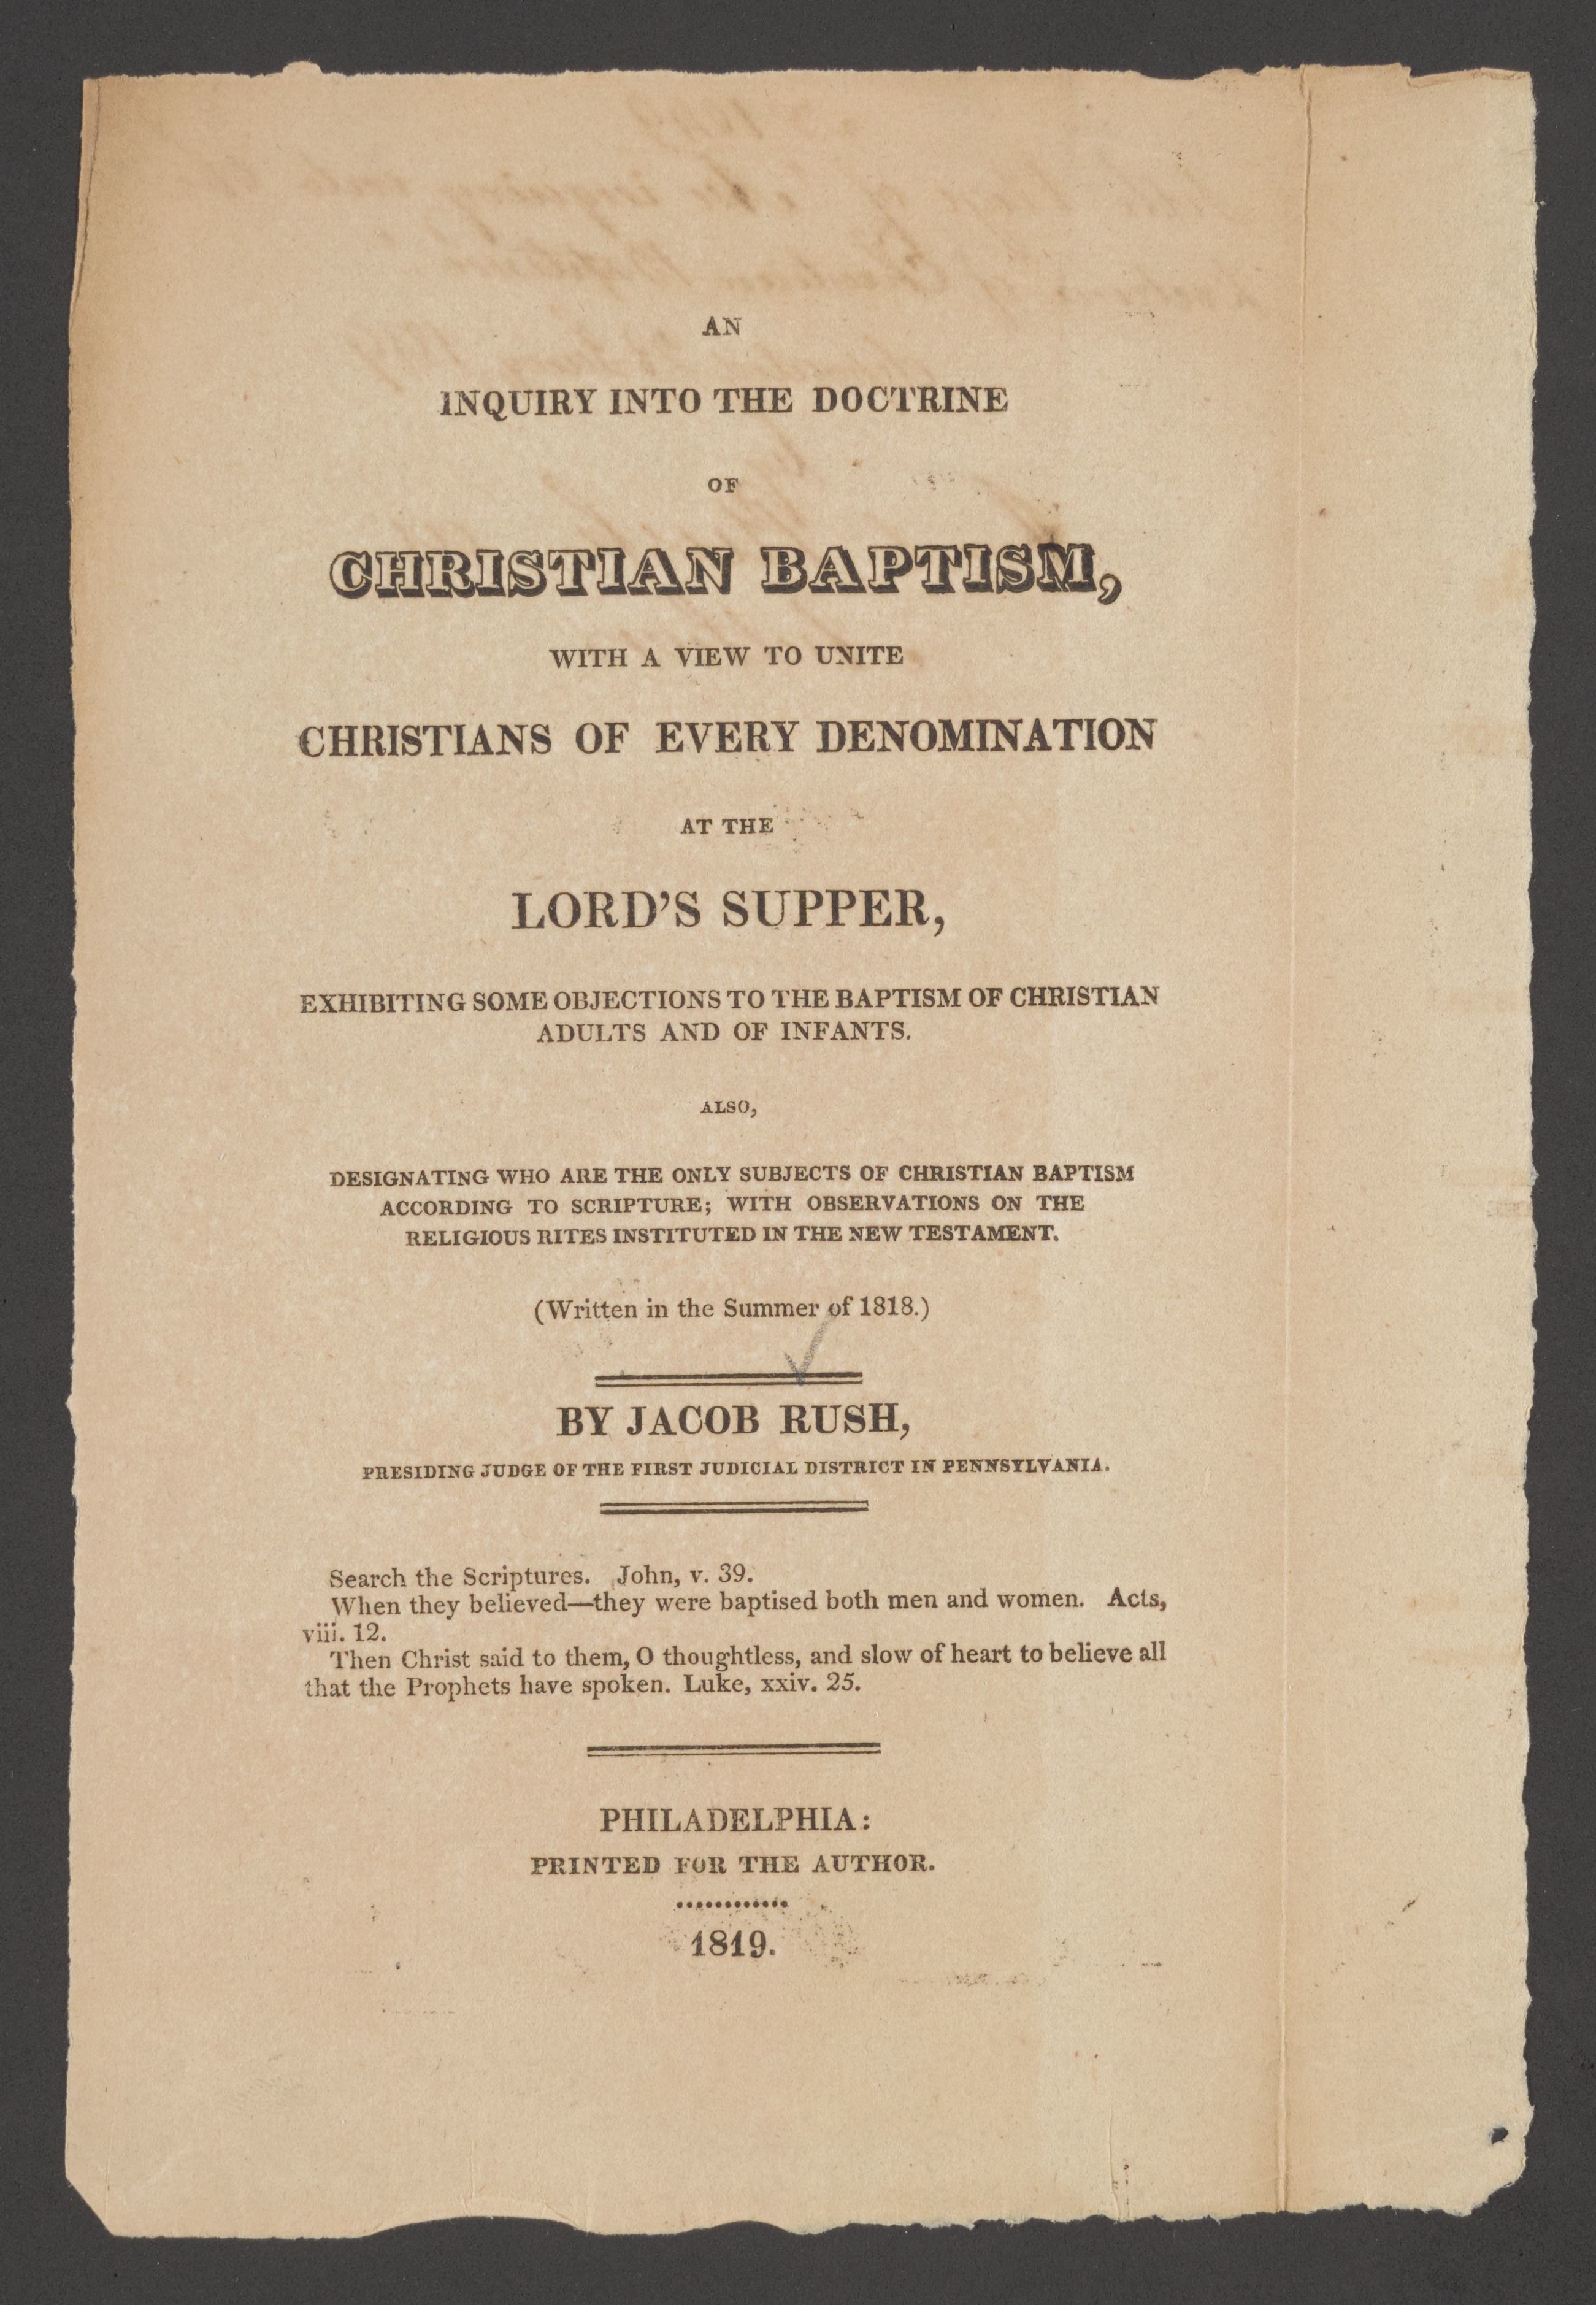 AN
INQUIRY INTO THE DOCTRINE
OF
CHRISTIAN BAPTISM,
WITH A VIEW TO UNITE
CHRISTIANS OF EVERY DENOMINATION
AT THE
LORD'S SUPPER,
EXHIBITING SOME OBJECTIONS TO THE BAPTISM OF CHRISTIAN
ADULTS AND OF INFANTS.
ALSO,
DESIGNATING WHO ARE THE ONLY SUBJECTS OF CHRISTIAN BAPTISM
ACCORDING TO SCRIPTURE; WITH OBSERVATIONS ON THE
RELIGIOUS RITES INSTITUTED IN THE NEW TESTAMENT.
(Written in the Summer of 1818.)
BY JACOB RUSH,
PRESIDING JUDGE OF THE FIRST JUDICIAL DISTRICT IN PENNSYLVANIA.
Search the Scriptures. John, v. 39.
When they believed—they were baptised both men and women. Acts,
viii. 12.
Then Christ said to them, O thoughtless, and slow of heart to believe all
that the Prophets have spoken. Luke, xxiv. 25.
PHILADELPHIA:
PRINTED FOR THE AUTHOR.
1819.